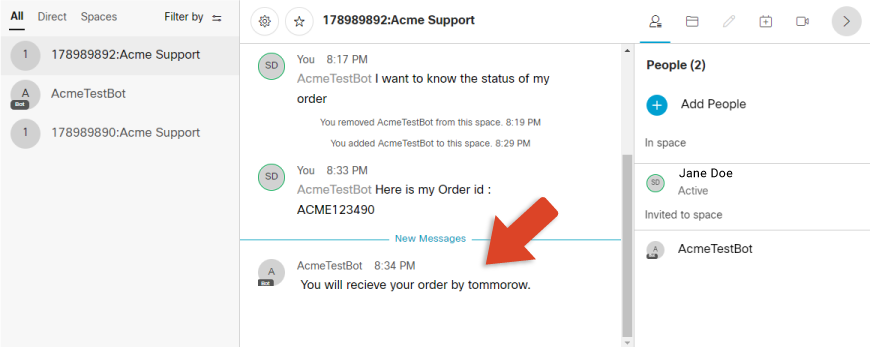 All Direct Spaces Filter by
1 178989892:Acme Support
A AcmeTestBot
Bot
1 178989890:Acme Support
178989892:Acme Support
SD You 8:17 PM
AcmeTestBot I want to know the status of my
order
You removed AcmeTestBot from this space. 8:19 PM
You added AcmeTestBot to this space. 8:29 PM
SD You 8:33 PM
AcmeTestBot Here is my Order id :
ACME123490
New Messages
A AcmeTestBot 8:34 PM
Bot
You will recieve your order by tommorow.
People (2)
Add People
In space
SD Jane Doe
Active
Invited to space
A AcmeTestBot
Bot